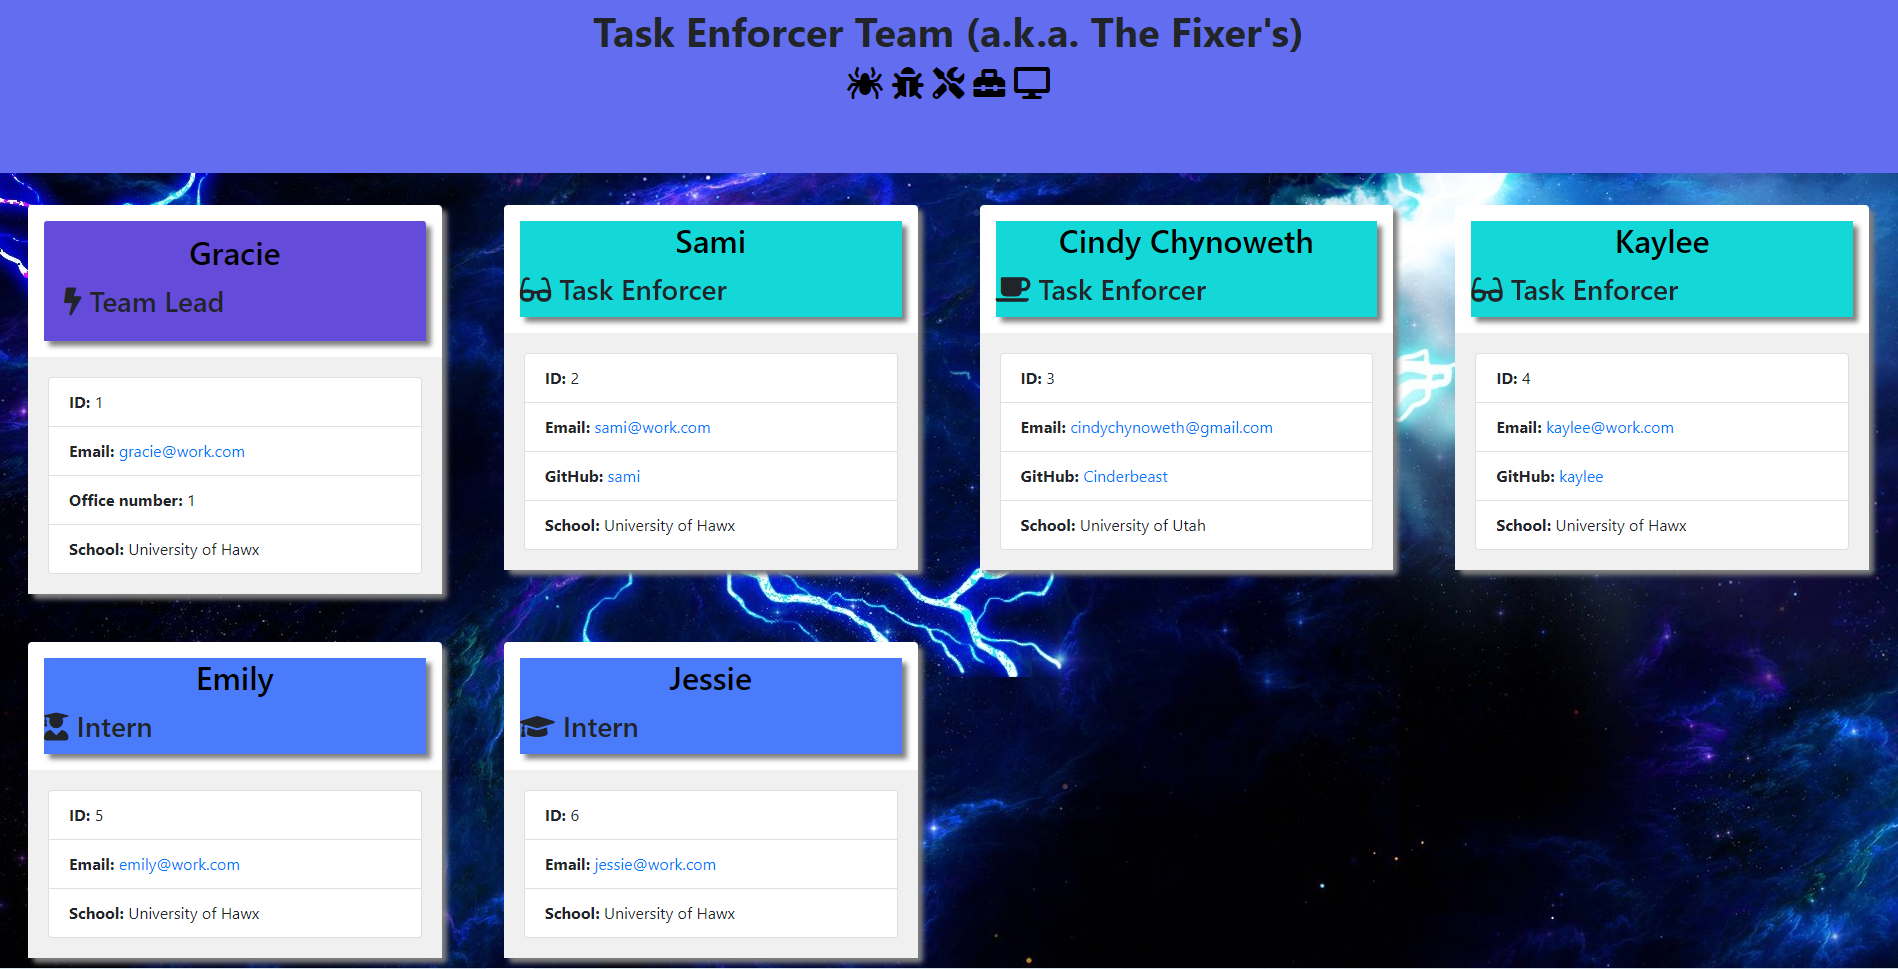 Task Enforcer Team (a.k.a. The Fixer's)
Gracie
Team Lead
ID: 1
Email: gracie@work.com
Office number: 1
School: University of Hawx
Sami
Task Enforcer
ID: 2
Email: sami@work.com
GitHub: sami
School: University of Hawx
Cindy Chynoweth
Task Enforcer
ID: 3
Email: cindychynoweth@gmail.com
GitHub: Cinderbeast
School: University of Utah
Kaylee
Task Enforcer
ID: 4
Email: kaylee@work.com
GitHub: kaylee
School: University of Hawx
Emily
Intern
ID: 5
Email: emily@work.com
School: University of Hawx
Jessie
Intern
ID: 6
Email: jessie@work.com
School: University of Hawx